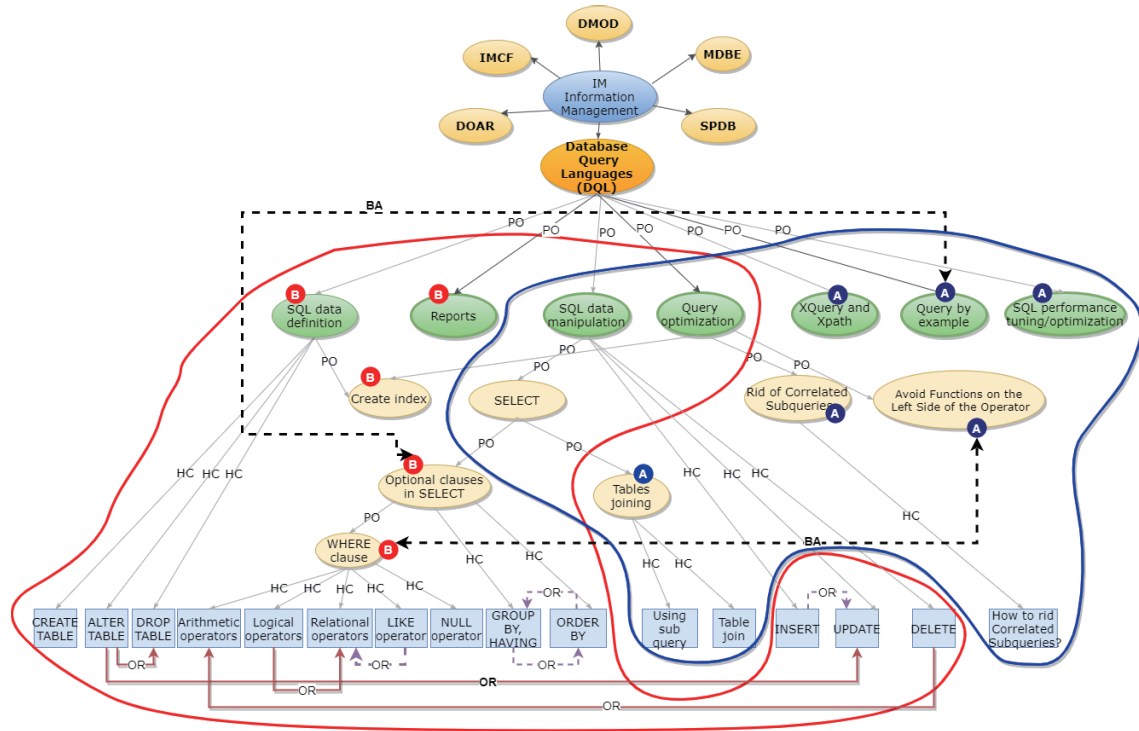 DMOD
IMCF
MDBE
IM
Information
Management
DOAR
SPDB
Database
Query
Languages
(DQL)
BA
PO
PO
PO
PO
PO
PO
PO
B
SQL data
definition
B
Reports
SQL data
manipulation
Query
optimization
A
XQuery and
Xpath
A
Query by
example
A
SQL performance
tuning/optimization
PO
PO
PO
PO
B
Create index
SELECT
Rid of Correlated
Subqueries
A
Avoid Functions on the
Left Side of the Operator
A
PO
PO
HC
HC
HC
HC
HC
HC
B
Optional clauses
in SELECT
A
Tables
joining
PO
HC
BA
WHERE
clause
B
HC
HC
HC
HC
HC
HC
HC
HC
HC
CREATE
TABLE
ALTER
TABLE
DROP
TABLE
Arithmetic
operators
Logical
operators
Relational
operators
LIKE
operator
NULL
operator
GROUP
BY,
HAVING
OR
ORDER
BY
Using
sub
query
Table
join
INSERT
OR
UPDATE
DELETE
How to rid
Correlated
Subqueries?
OR
OR
OR
OR
OR
OR